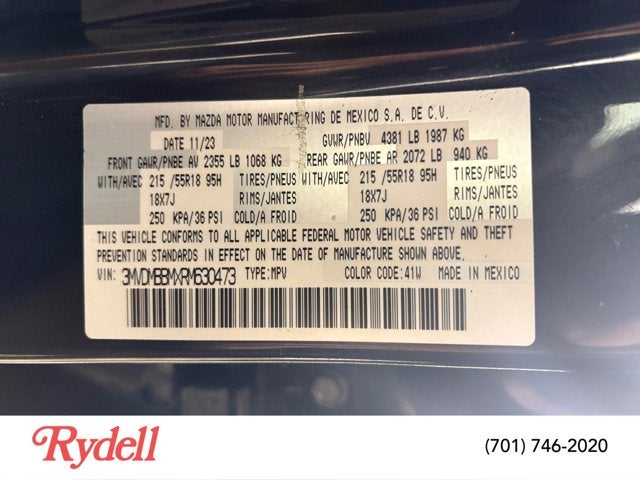 MFD. BY MAZDA MOTOR MANUFACTURING DE MEXICO S.A. DE C.V.
DATE 11/23 GVWR/PNBV 4381 LB 1987 KG
FRONT GAWR/PNBE AV 2355 LB 1068 KG REAR GAWR/PNBE AR 2072 LB 940 KG
WITH/AVEC 215 /55R18 95H TIRES/PNEUS WITH/AVEC 215 /55R18 95H TIRES/PNEUS
18X7J RIMS/JANTES 18X7J RIMS/JANTES
250 KPA/36 PSI COLD/A FROID 250 KPA/36 PSI COLD/A FROID
THIS VEHICLE CONFORMS TO ALL APPLICABLE FEDERAL MOTOR VEHICLE SAFETY AND THEFT
PREVENTION STANDARDS IN EFFECT ON THE DATE OF MANUFACTURE SHOWN ABOVE.
VIN: 3MVDMBBMXRM630473 TYPE:MPV COLOR CODE:41W MADE IN MEXICO
Rydell (701) 746-2020